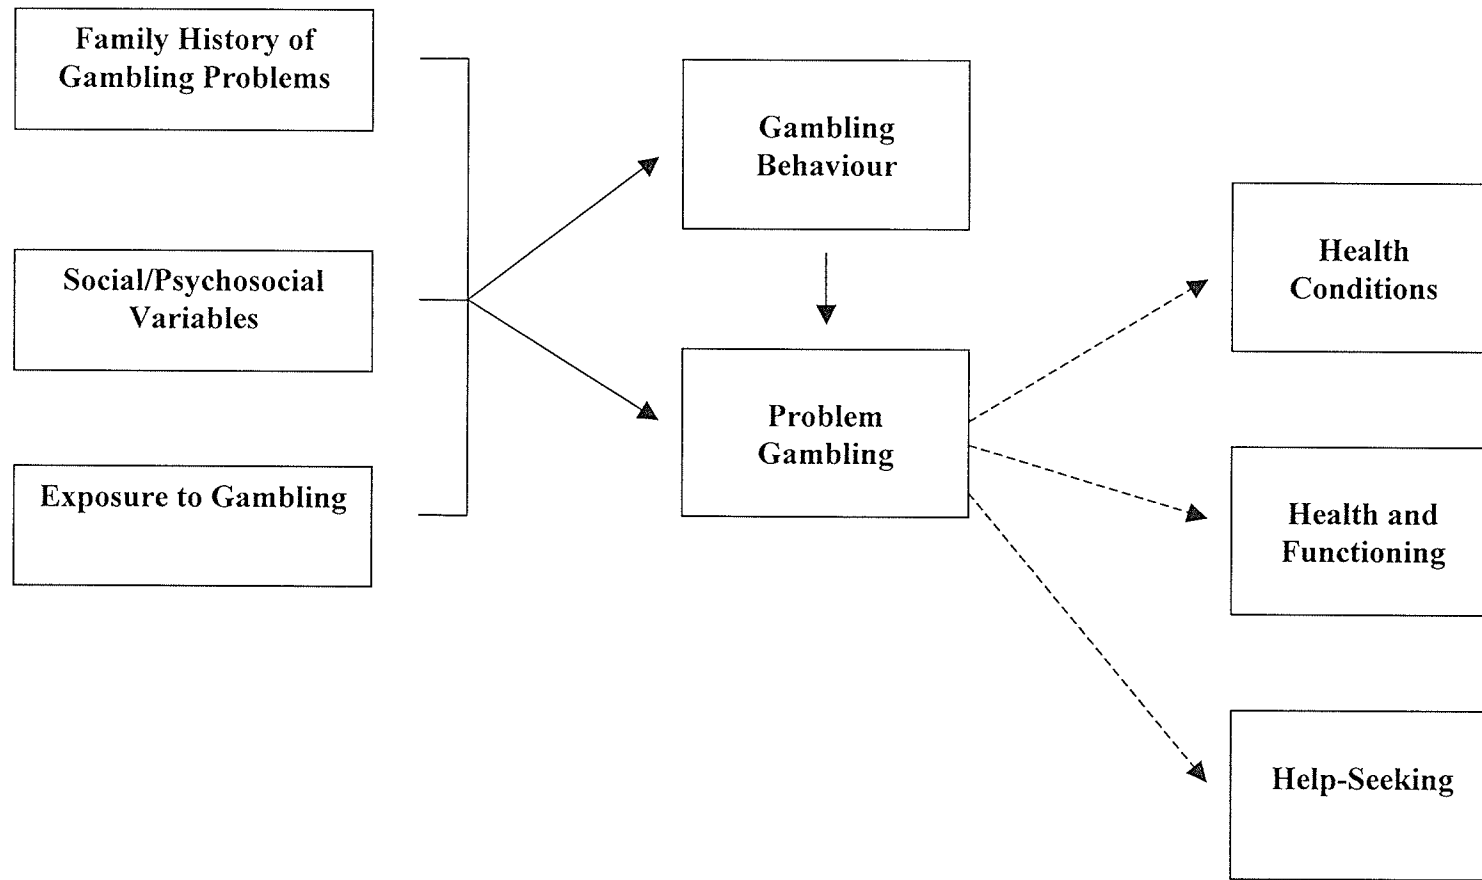 Family History of
Gambling Problems
Social/Psychosocial
Variables
Exposure to Gambling
Gambling
Behaviour
Problem
Gambling
Health
Conditions
Health and
Functioning
Help-Seeking